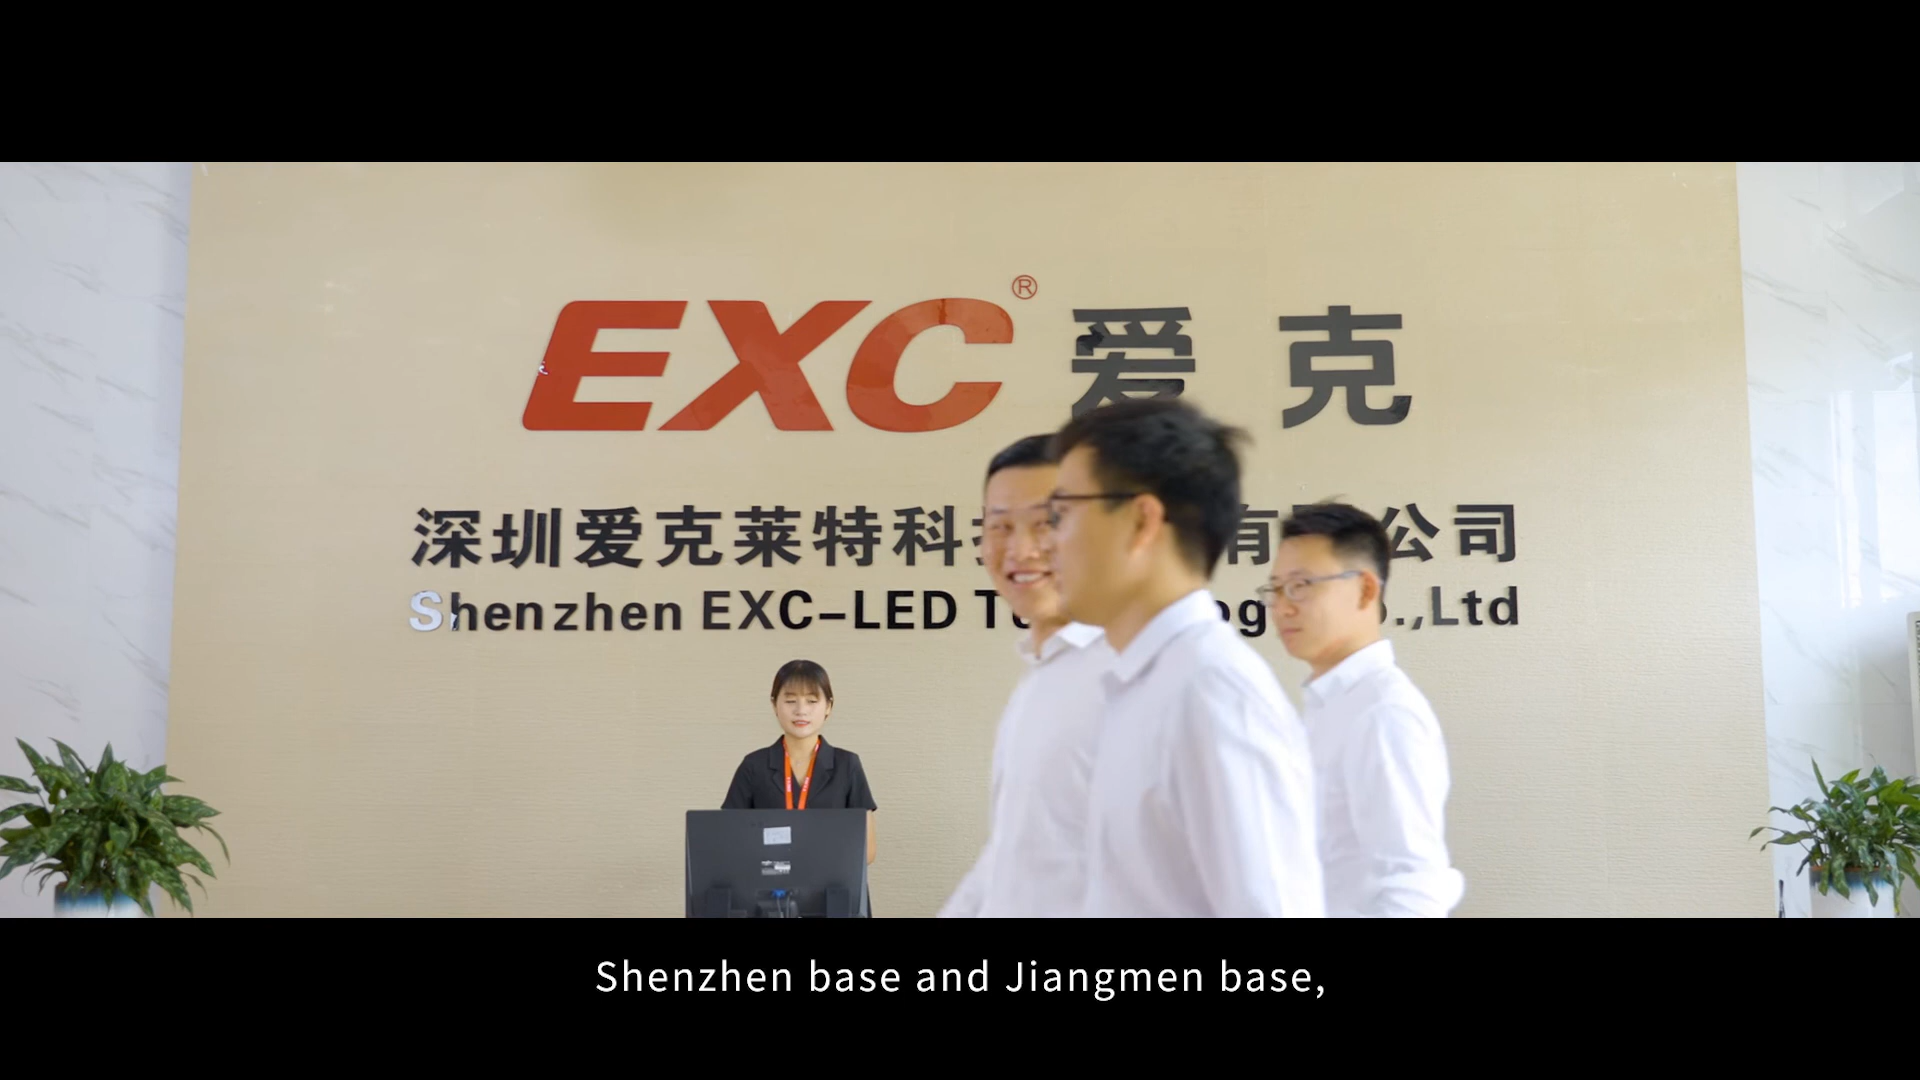 EXC® 爱克
深圳爱克莱特科 有 公司
Shenzhen EXC-LED Co.,Ltd
Shenzhen base and Jiangmen base,